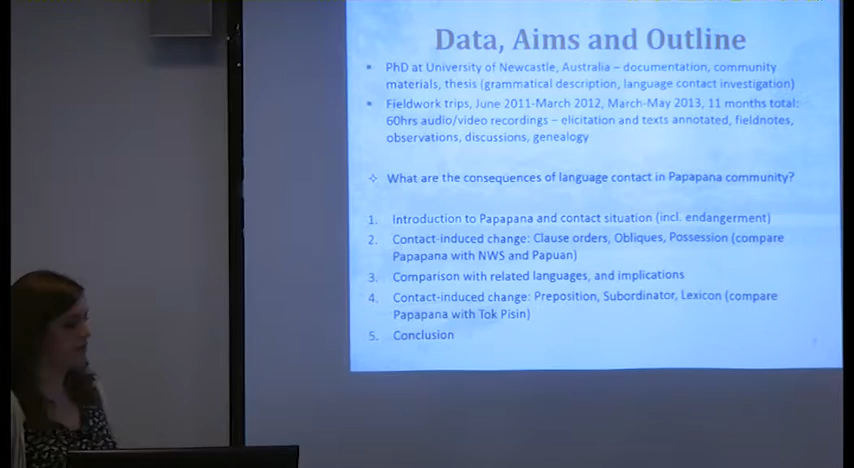 Data, Aims and Outline
▪ PhD at University of Newcastle, Australia – documentation, community
materials, thesis (grammatical description, language contact investigation)
▪ Fieldwork trips, June 2011-March 2012, March-May 2013, 11 months total:
60hrs audio/video recordings – elicitation and texts annotated, fieldnotes,
observations, discussions, genealogy
✧ What are the consequences of language contact in Papapana community?
1. Introduction to Papapana and contact situation (incl. endangerment)
2. Contact-induced change: Clause orders, Obliques, Possession (compare
Papapana with NWS and Papuan)
3. Comparison with related languages, and implications
4. Contact-induced change: Preposition, Subordinator, Lexicon (compare
Papapana with Tok Pisin)
5. Conclusion